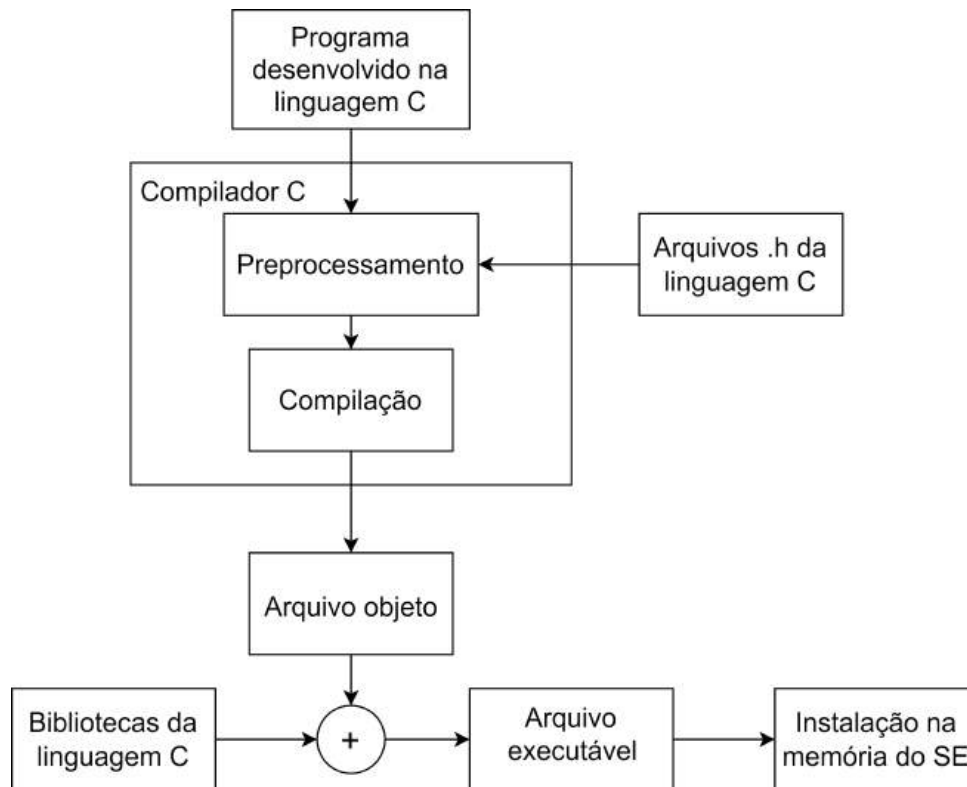 Programa
desenvolvido na
linguagem C
Compilador C
Preprocessamento
Arquivos .h da
linguagem C
Compilação
Arquivo objeto
Bibliotecas da
linguagem C
+
Arquivo
executável
Instalação na
memória do SE